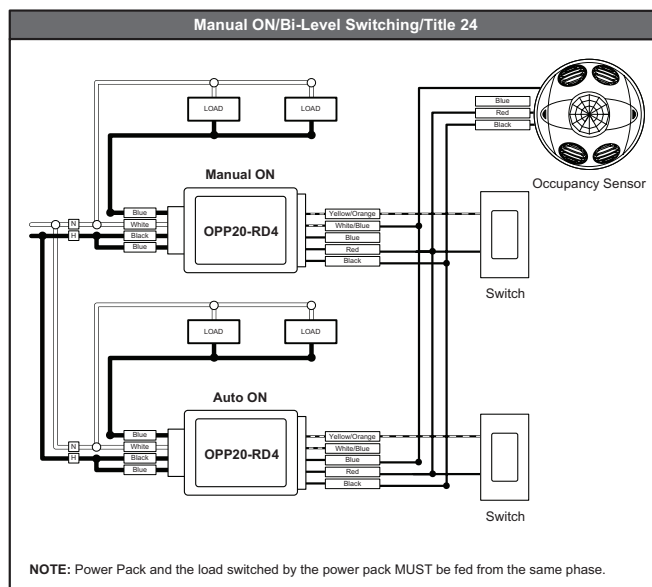 Manual ON/Bi-Level Switching/Title 24
LOAD
LOAD
Blue
Red
Black
Occupancy Sensor
Manual ON
OPP20-RD4
N
H
Blue
White
Black
Blue
Yellow/Orange
White/Blue
Blue
Red
Black
Switch
LOAD
LOAD
Auto ON
OPP20-RD4
N
H
Blue
White
Black
Blue
Yellow/Orange
White/Blue
Blue
Red
Black
Switch
NOTE: Power Pack and the load switched by the power pack MUST be fed from the same phase.